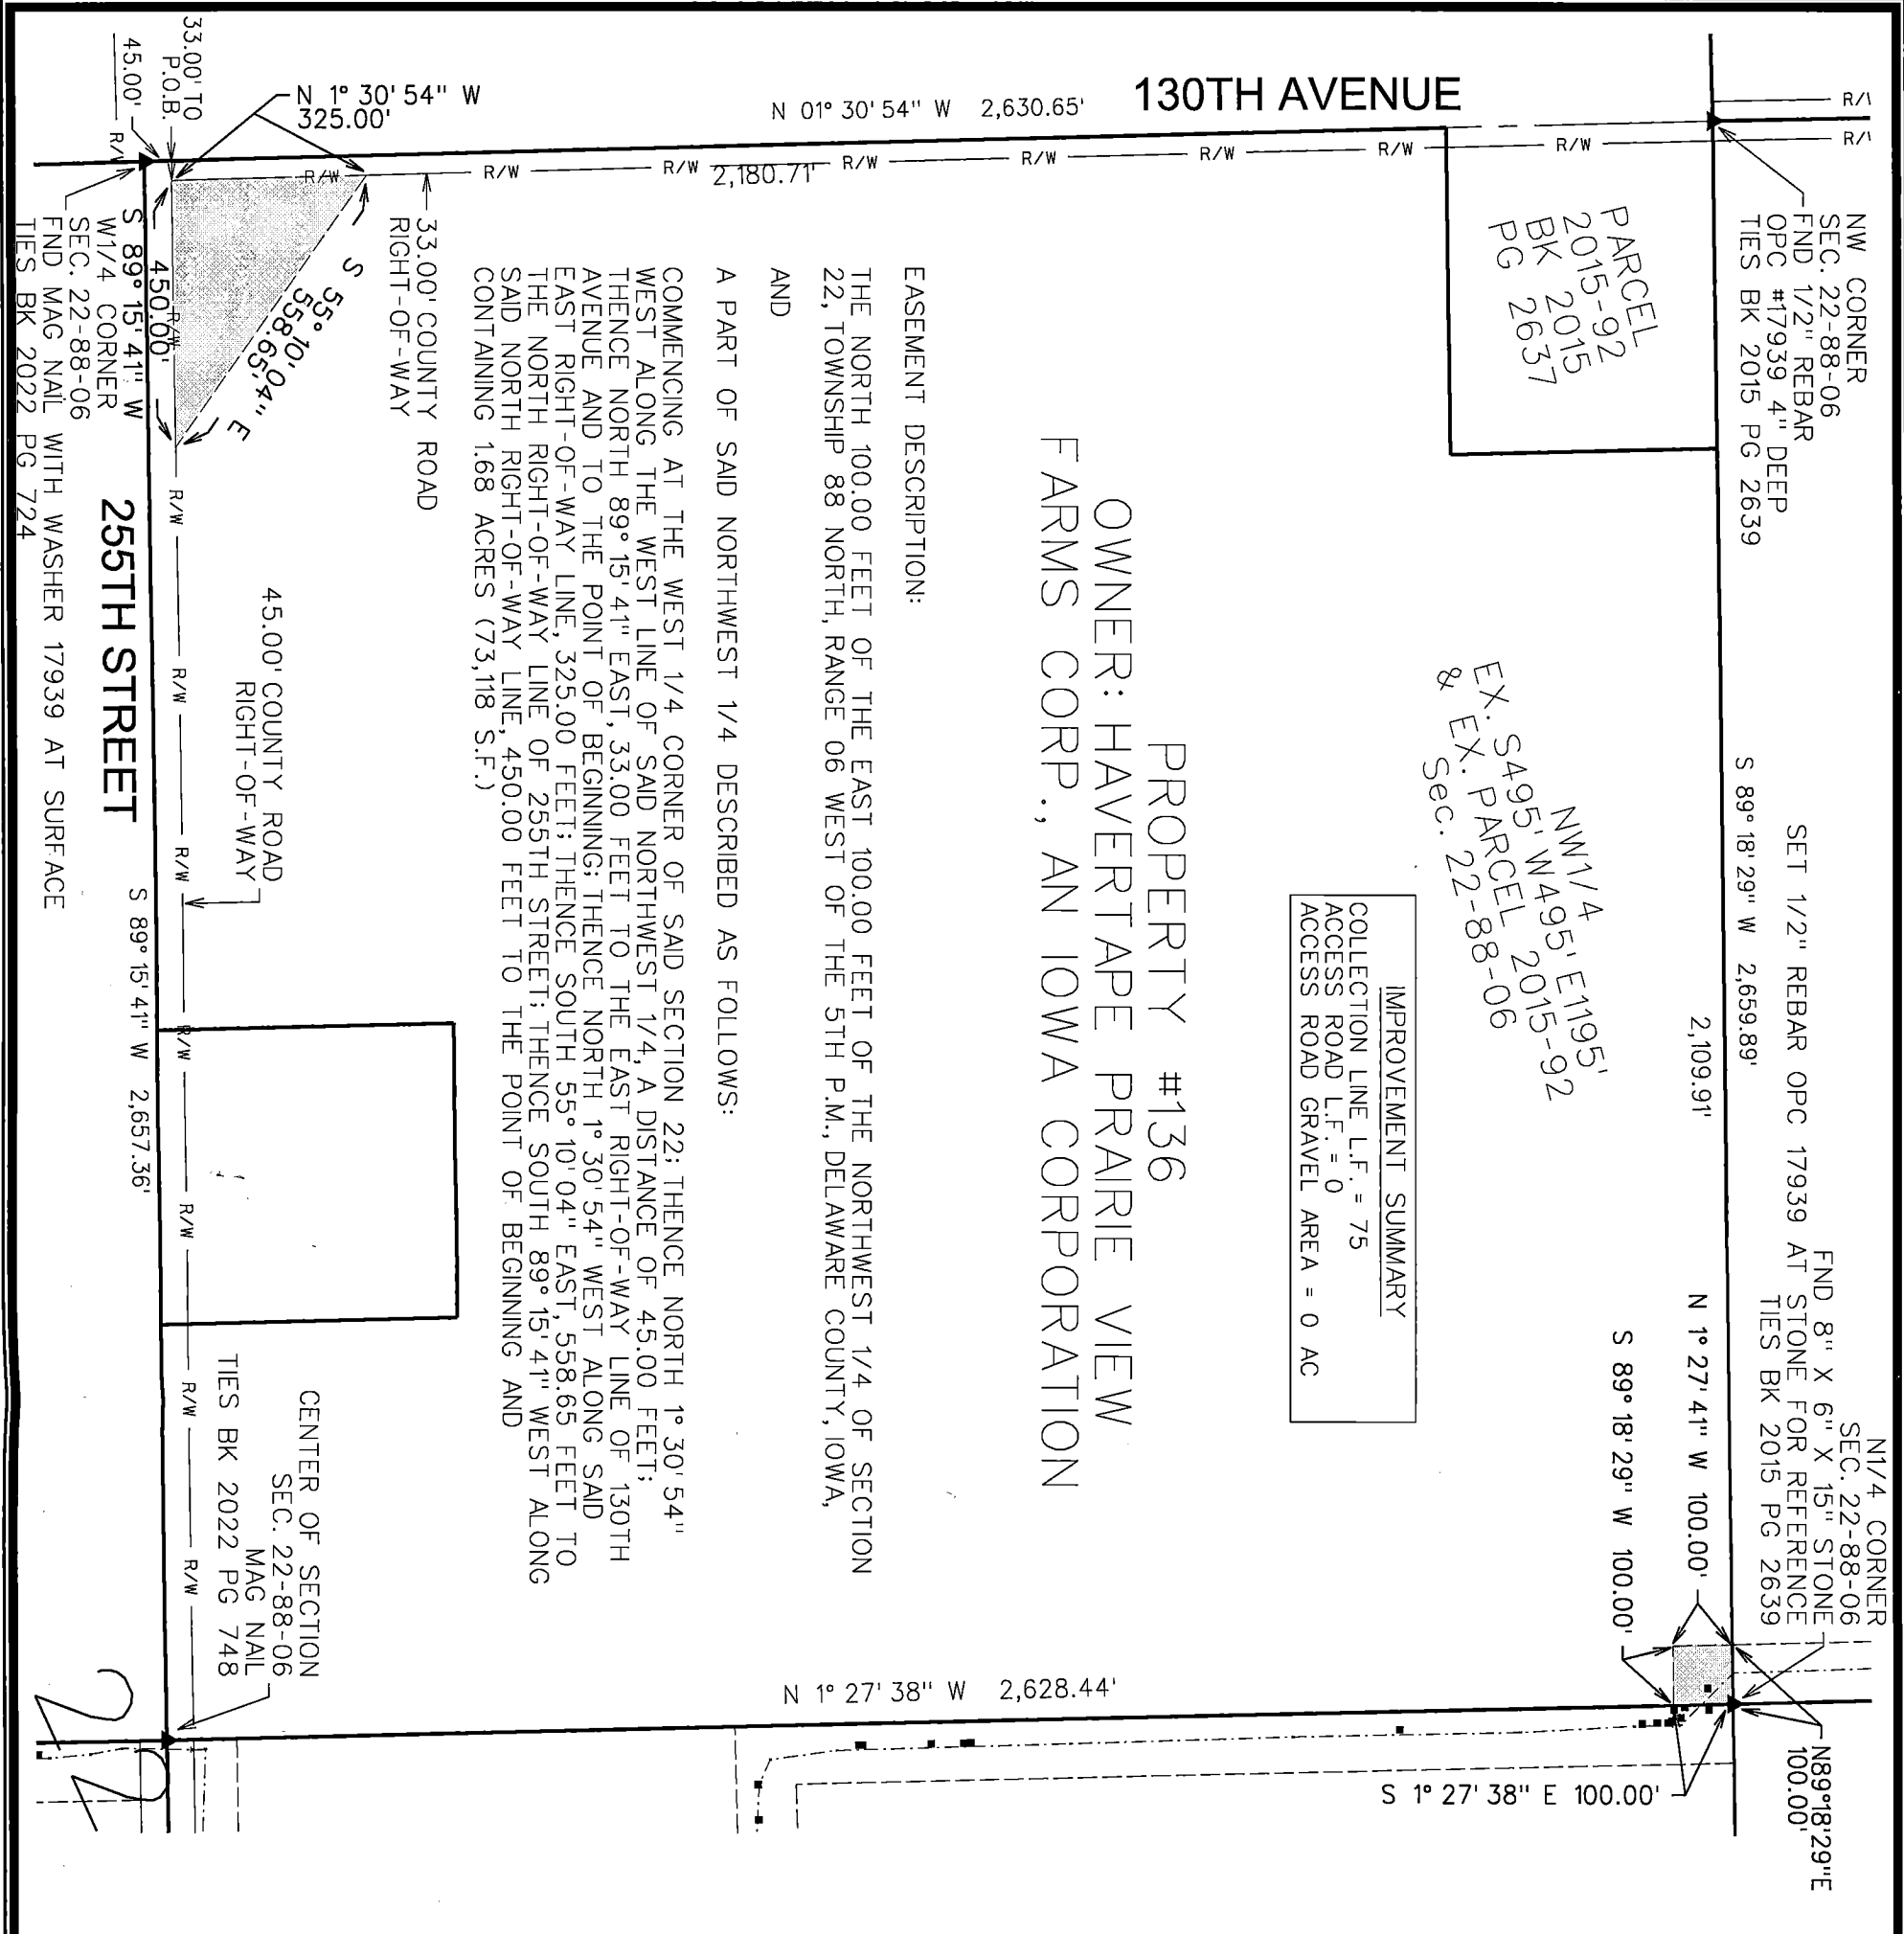 130TH AVENUE
N 01° 30' 54" W 2,630.65'
N 1° 30' 54" W
325.00'
33.00' TO
P.O.B.
45.00'
R/W
R/W
R/W
R/W
2,180.71'
R/W
R/W
R/W
R/W
R/W
NW CORNER
SEC. 22-88-06
FND 1/2" REBAR
OPC #17939 4" DEEP
TIES BK 2015 PG 2639
PARCEL
2015-92
BK 2015
PG 2637
S 89° 18' 29" W 2,659.89'
2,109.91'
SET 1/2" REBAR OPC 17939 AT STONE FOR REFERENCE
N1/4 CORNER
SEC. 22-88-06
FND 8" X 6" X 15" STONE
TIES BK 2015 PG 2639
NW1/4
EX. S495' W495' E1195'
& EX. PARCEL 2015-92
Sec. 22-88-06
N 1° 27' 41" W 100.00'
S 89° 18' 29" W 100.00'
N89°18'29"E
100.00'
S 1° 27' 38" E 100.00'
IMPROVEMENT SUMMARY
COLLECTION LINE L.F. = 75
ACCESS ROAD L.F. = 0
ACCESS ROAD GRAVEL AREA = 0 AC
PROPERTY #136
OWNER: HAVERTAPE PRAIRIE VIEW
FARMS CORP., AN IOWA CORPORATION
EASEMENT DESCRIPTION:
THE NORTH 100.00 FEET OF THE EAST 100.00 FEET OF THE NORTHWEST 1/4 OF SECTION
22, TOWNSHIP 88 NORTH, RANGE 06 WEST OF THE 5TH P.M., DELAWARE COUNTY, IOWA,
AND
A PART OF SAID NORTHWEST 1/4 DESCRIBED AS FOLLOWS:
COMMENCING AT THE WEST 1/4 CORNER OF SAID SECTION 22; THENCE NORTH 1° 30' 54"
WEST ALONG THE WEST LINE OF SAID NORTHWEST 1/4, A DISTANCE OF 45.00 FEET;
THENCE NORTH 89° 15' 41" EAST, 33.00 FEET TO THE EAST RIGHT-OF-WAY LINE OF 130TH
AVENUE AND TO THE POINT OF BEGINNING; THENCE NORTH 1° 30' 54" WEST ALONG SAID
EAST RIGHT-OF-WAY LINE, 325.00 FEET; THENCE SOUTH 55° 10' 04" EAST, 558.65 FEET TO
THE NORTH RIGHT-OF-WAY LINE OF 255TH STREET; THENCE SOUTH 89° 15' 41" WEST ALONG
SAID NORTH RIGHT-OF-WAY LINE, 450.00 FEET TO THE POINT OF BEGINNING AND
CONTAINING 1.68 ACRES (73,118 S.F.)
33.00' COUNTY ROAD
RIGHT-OF-WAY
S 55° 10' 04" E
558.65'
450.00'
S 89° 15' 41" W
W1/4 CORNER
SEC. 22-88-06
FND MAG NAIL WITH WASHER 17939 AT SURFACE
TIES BK 2022 PG 724
255TH STREET
45.00' COUNTY ROAD
RIGHT-OF-WAY
S 89° 15' 41" W 2,657.36'
R/W
R/W
R/W
R/W
R/W
R/W
R/W
R/W
CENTER OF SECTION
SEC. 22-88-06
MAG NAIL
TIES BK 2022 PG 748
N 1° 27' 38" W 2,628.44'
22